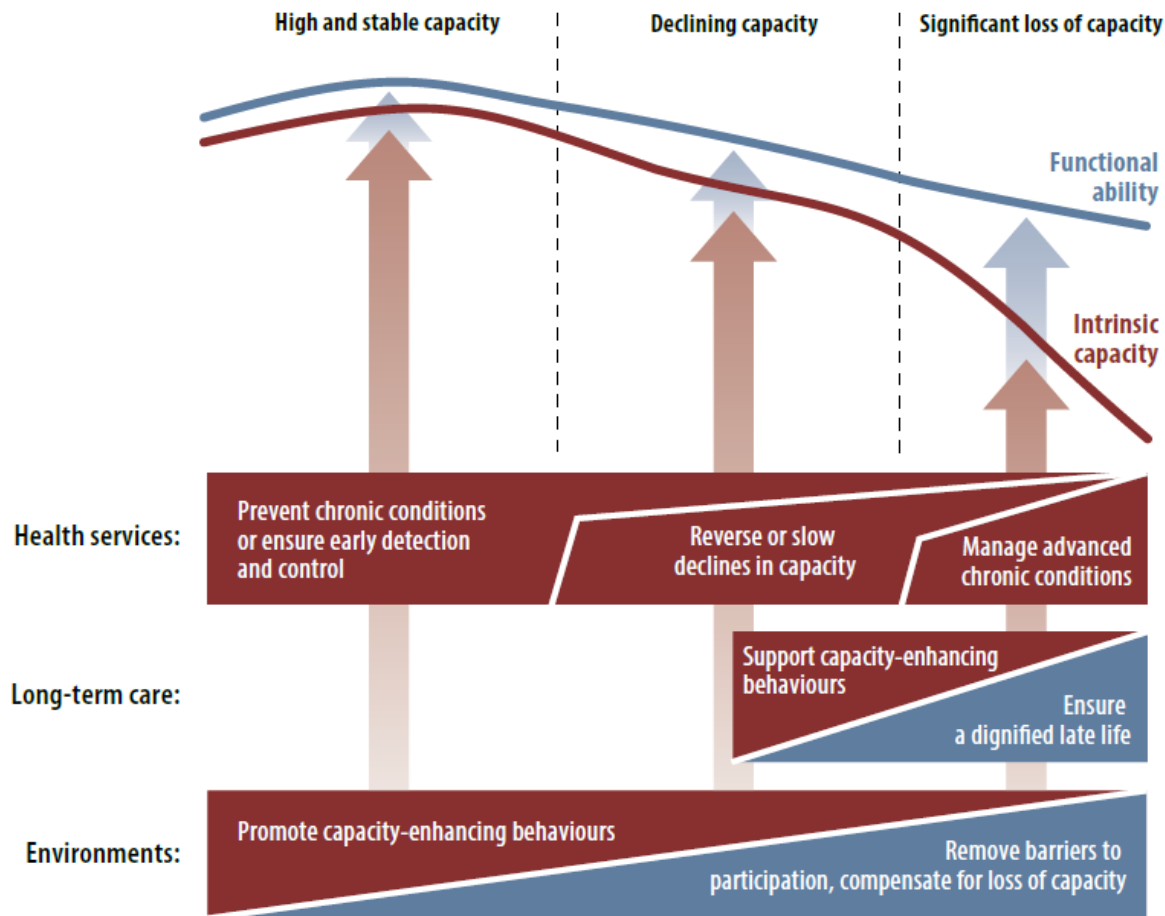 High and stable capacity
Declining capacity
Significant loss of capacity
Functional
ability
Intrinsic
capacity
Health services:
Prevent chronic conditions
or ensure early detection
and control
Reverse or slow
declines in capacity
Manage advanced
chronic conditions
Long-term care:
Support capacity-enhancing
behaviours
Ensure
a dignified late life
Environments:
Promote capacity-enhancing behaviours
Remove barriers to
participation, compensate for loss of capacity